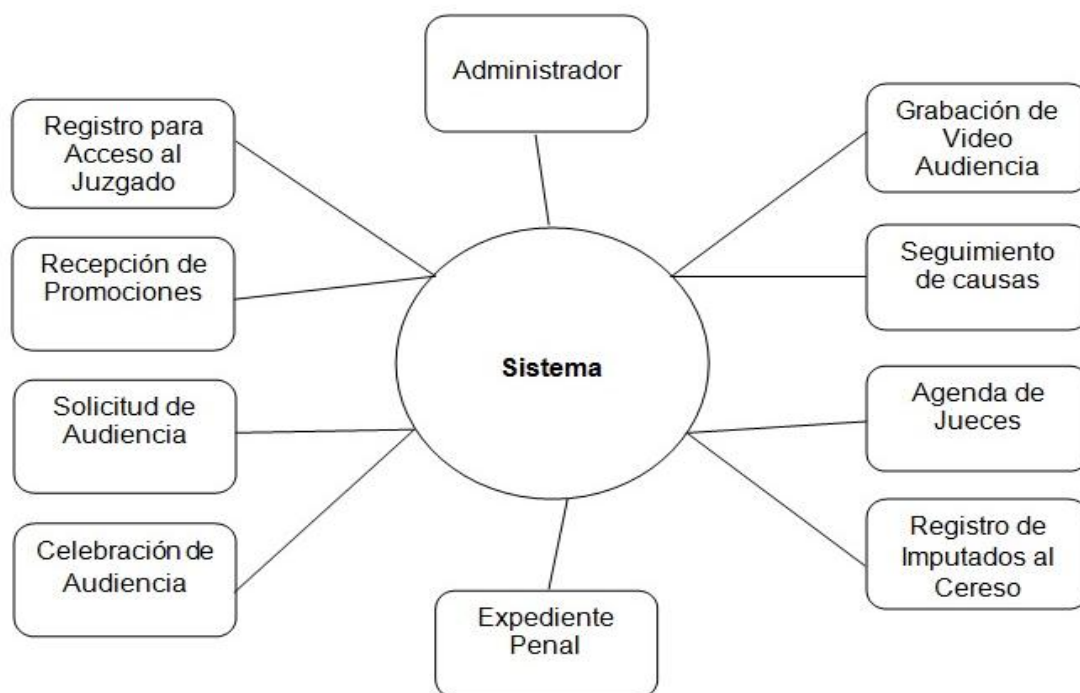 Administrador
Registro para
Acceso al
Juzgado
Grabación de
Video
Audiencia
Recepción de
Promociones
Seguimiento
de causas
Sistema
Solicitud de
Audiencia
Agenda de
Jueces
Celebración de
Audiencia
Registro de
Imputados al
Cereso
Expediente
Penal